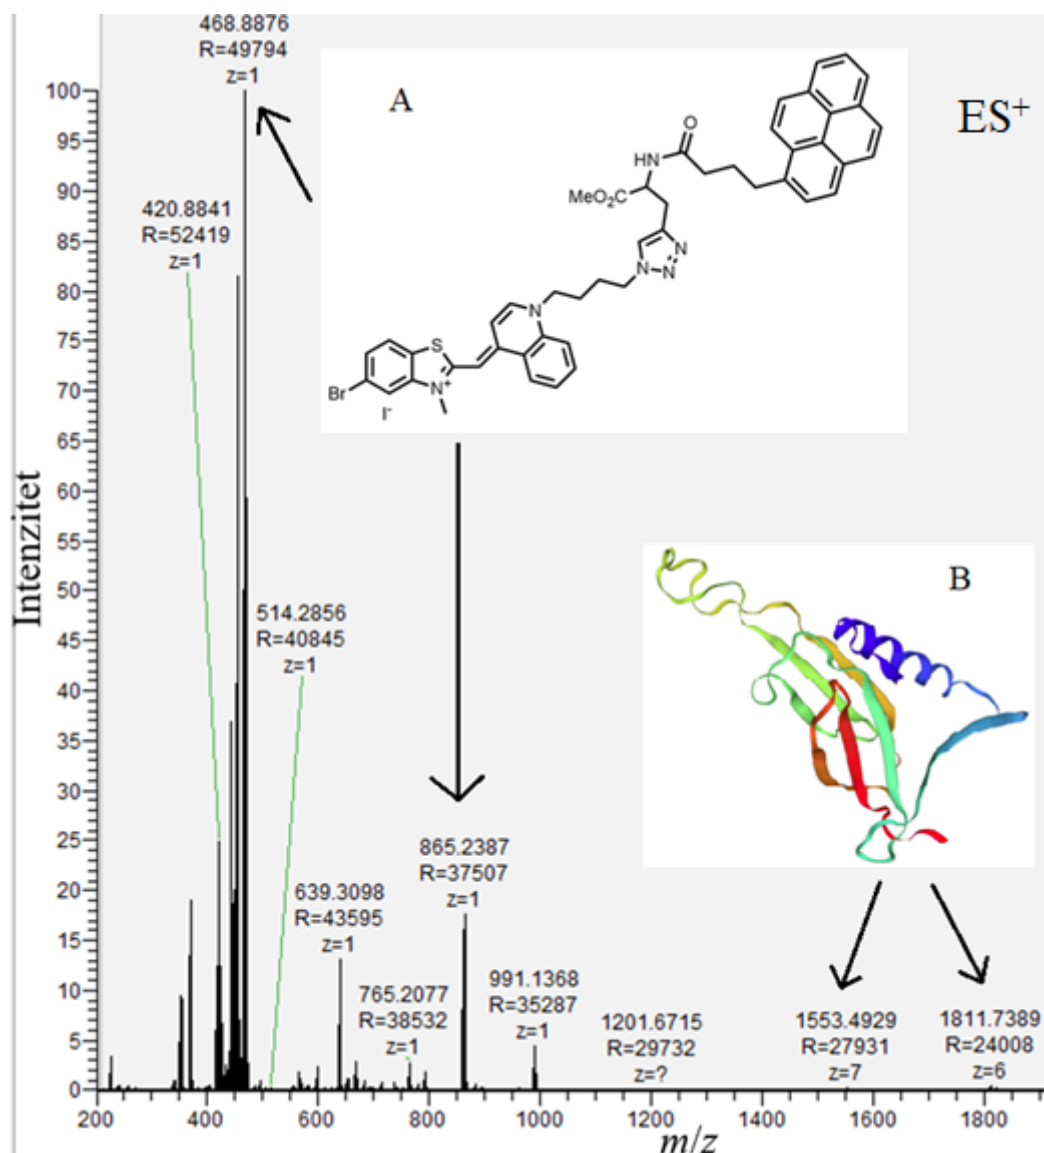 468.8876
R=49794
z=1
A
ES⁺
420.8841
R=52419
z=1
O
HN
MeO₂C
N
N
N
N
S
N⁺
Br
I⁻
514.2856
R=40845
z=1
B
865.2387
R=37507
z=1
639.3098
R=43595
z=1
765.2077
R=38532
z=1
991.1368
R=35287
z=1
1201.6715
R=29732
z=?
1553.4929
R=27931
z=7
1811.7389
R=24008
z=6
Intenzitet
100
95
90
85
80
75
70
65
60
55
50
45
40
35
30
25
20
15
10
5
0
200 400 600 800 1000 1200 1400 1600 1800
m/z